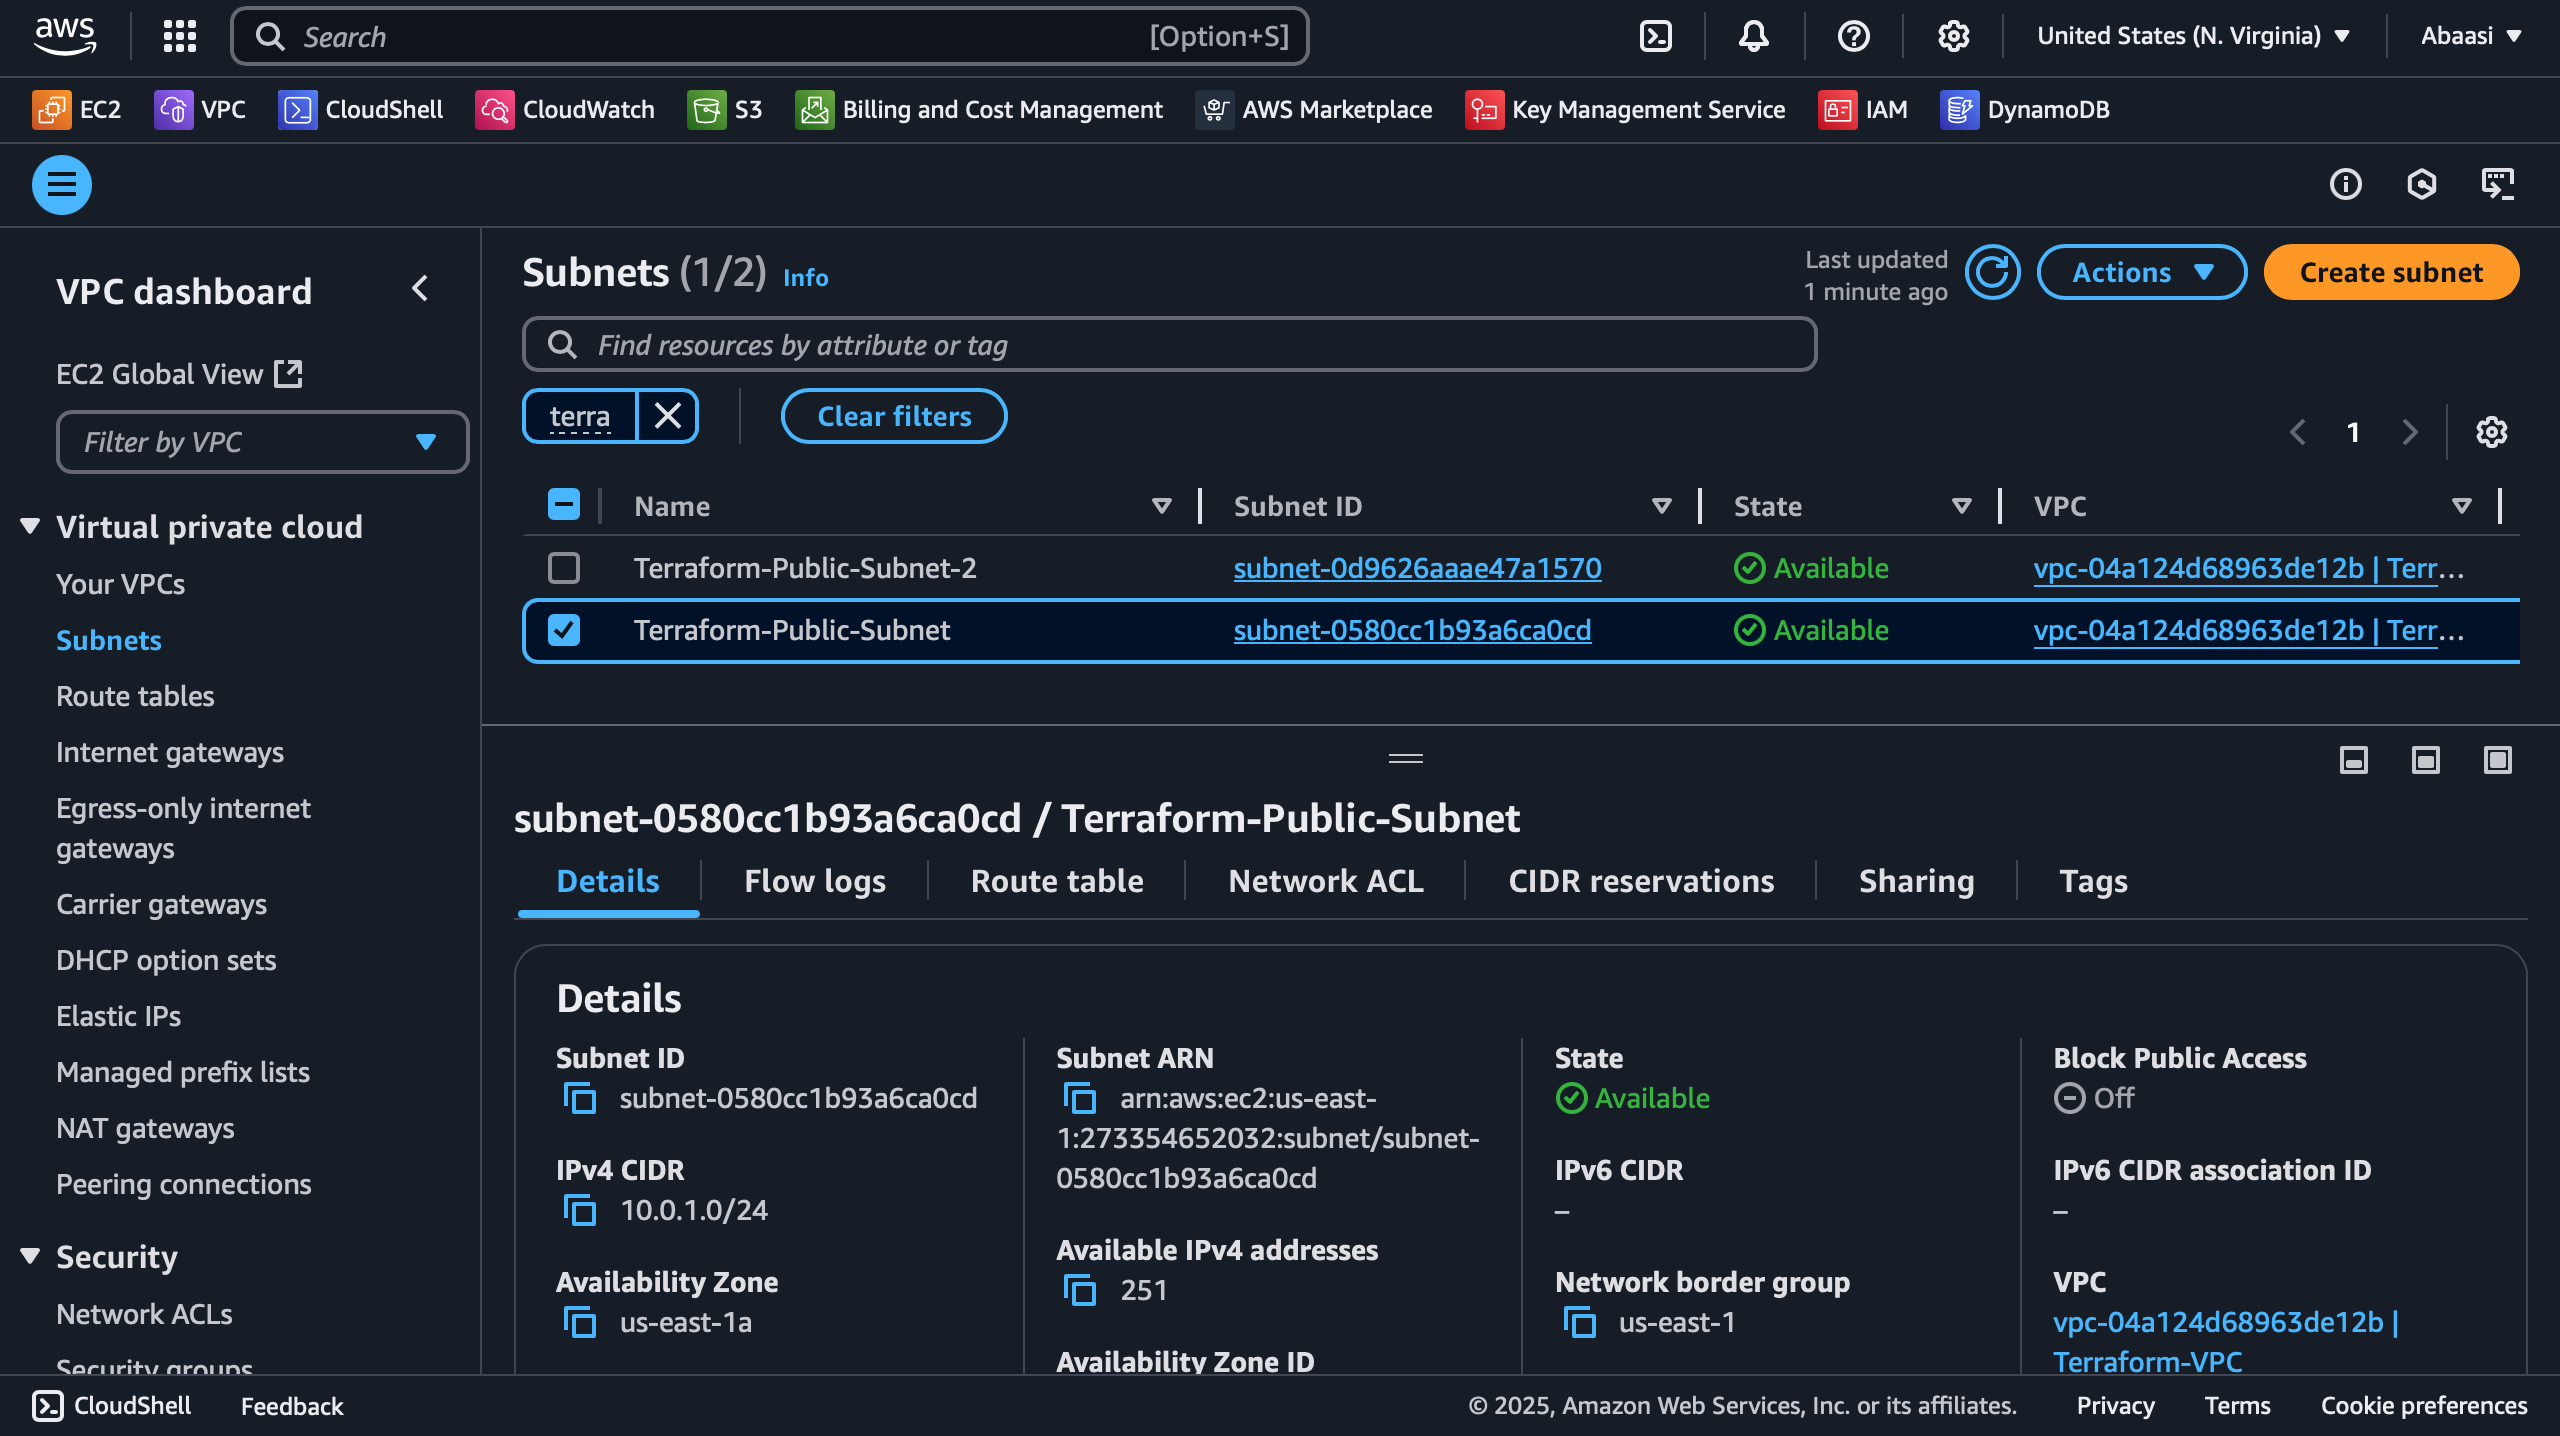 aws
Search [Option+S]
United States (N. Virginia) Abaasi
EC2 VPC CloudShell CloudWatch S3 Billing and Cost Management AWS Marketplace Key Management Service IAM DynamoDB
VPC dashboard
EC2 Global View
Filter by VPC
Virtual private cloud
Your VPCs
Subnets
Route tables
Internet gateways
Egress-only internet
gateways
Carrier gateways
DHCP option sets
Elastic IPs
Managed prefix lists
NAT gateways
Peering connections
Security
Network ACLs
Security groups
Subnets (1/2) Info
Last updated
1 minute ago
Actions
Create subnet
Find resources by attribute or tag
terra
Clear filters
1
Name Subnet ID State VPC
Terraform-Public-Subnet-2 subnet-0d9626aaae47a1570 Available vpc-04a124d68963de12b | Terr...
Terraform-Public-Subnet subnet-0580cc1b93a6ca0cd Available vpc-04a124d68963de12b | Terr...
subnet-0580cc1b93a6ca0cd / Terraform-Public-Subnet
Details Flow logs Route table Network ACL CIDR reservations Sharing Tags
Details
Subnet ID
subnet-0580cc1b93a6ca0cd
IPv4 CIDR
10.0.1.0/24
Availability Zone
us-east-1a
Subnet ARN
arn:aws:ec2:us-east-
1:273354652032:subnet/subnet-
0580cc1b93a6ca0cd
Available IPv4 addresses
251
Availability Zone ID
State
Available
IPv6 CIDR
–
Network border group
us-east-1
Block Public Access
Off
IPv6 CIDR association ID
–
VPC
vpc-04a124d68963de12b |
Terraform-VPC
CloudShell Feedback © 2025, Amazon Web Services, Inc. or its affiliates. Privacy Terms Cookie preferences